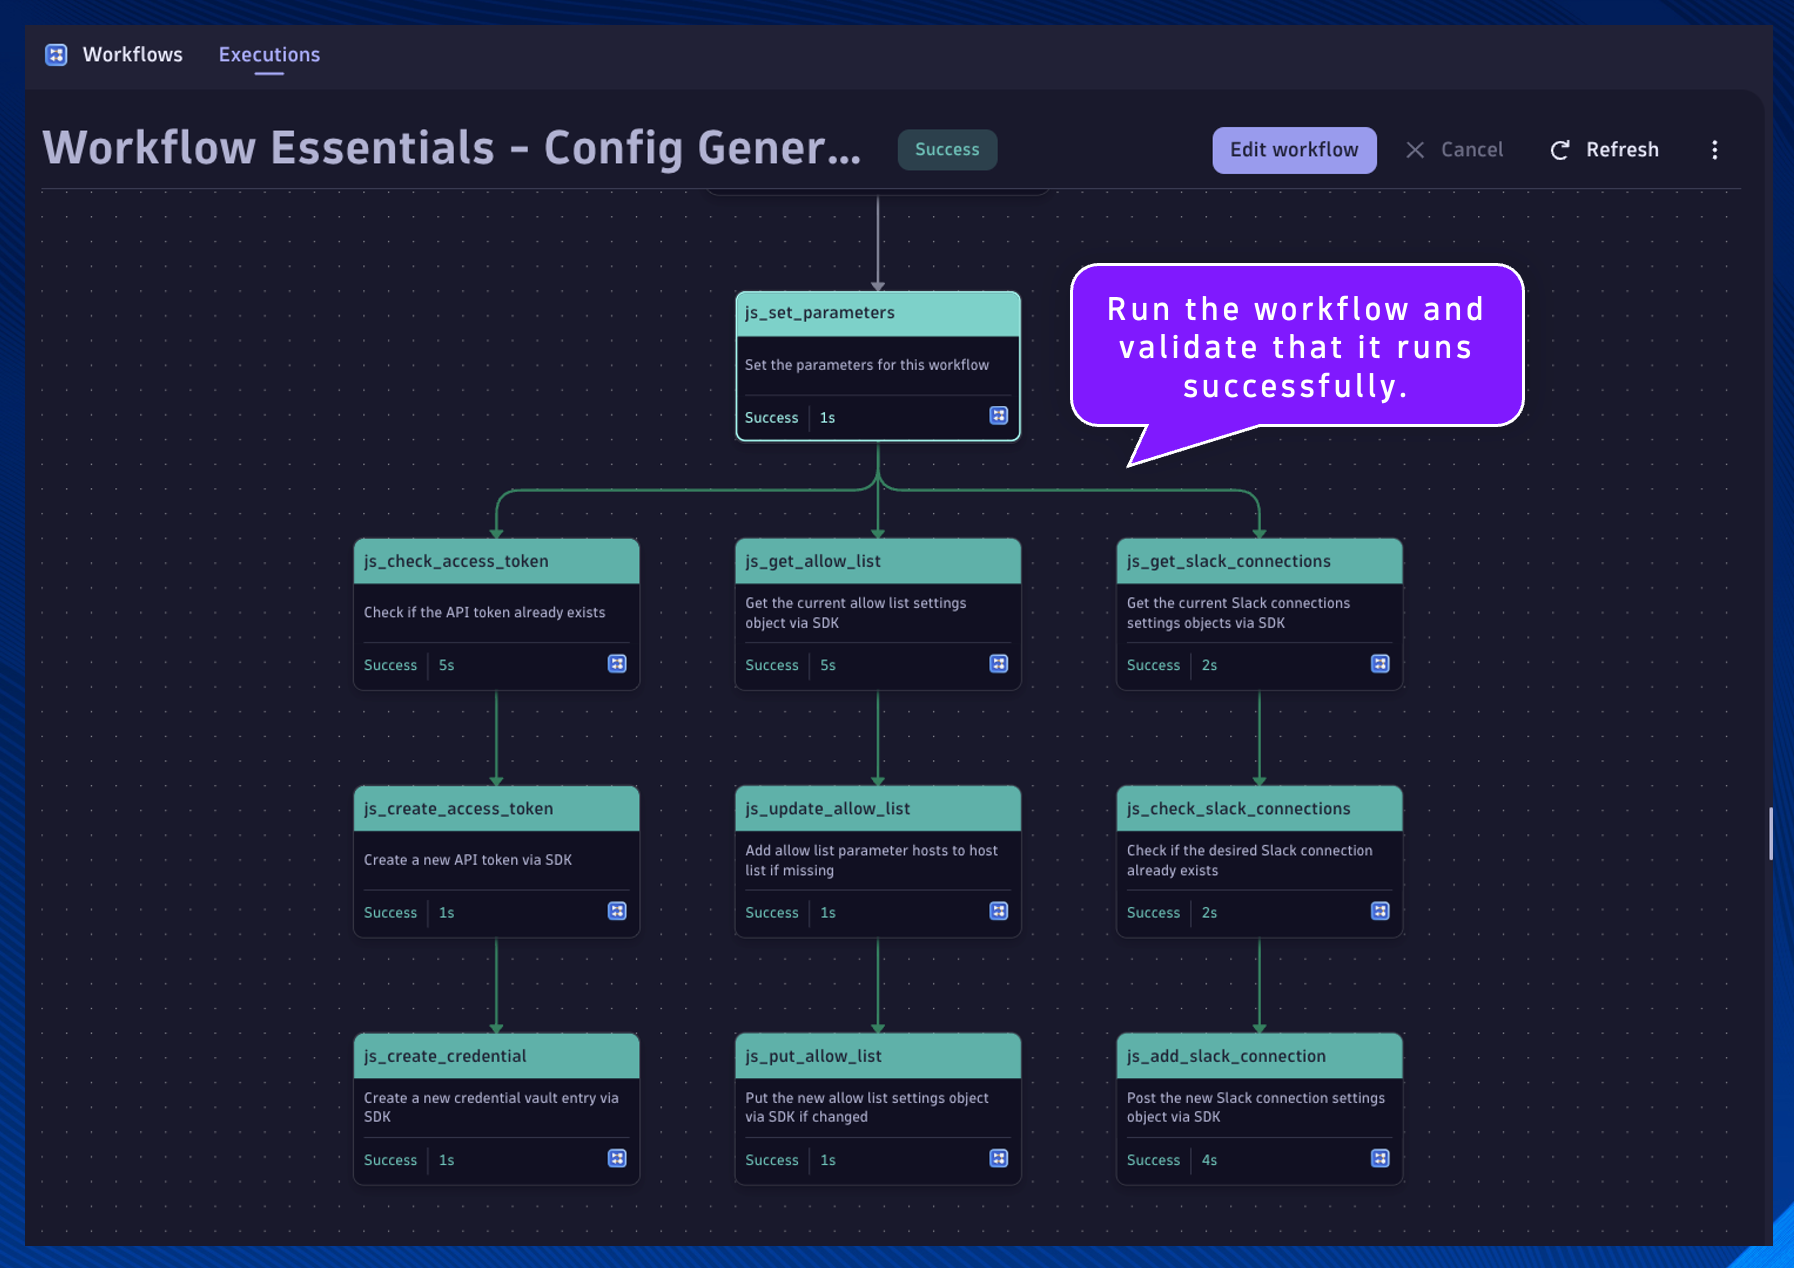 Workflows Executions
Workflow Essentials - Config Gener...
Success
Edit workflow
Cancel
Refresh
js_set_parameters
Set the parameters for this workflow
Success 1s
Run the workflow and
validate that it runs
successfully.
js_check_access_token
Check if the API token already exists
Success 5s
js_get_allow_list
Get the current allow list settings
object via SDK
Success 5s
js_get_slack_connections
Get the current Slack connections
settings objects via SDK
Success 2s
js_create_access_token
Create a new API token via SDK
Success 1s
js_update_allow_list
Add allow list parameter hosts to host
list if missing
Success 1s
js_check_slack_connections
Check if the desired Slack connection
already exists
Success 2s
js_create_credential
Create a new credential vault entry via
SDK
Success 1s
js_put_allow_list
Put the new allow list settings object
via SDK if changed
Success 1s
js_add_slack_connection
Post the new Slack connection settings
object via SDK
Success 4s